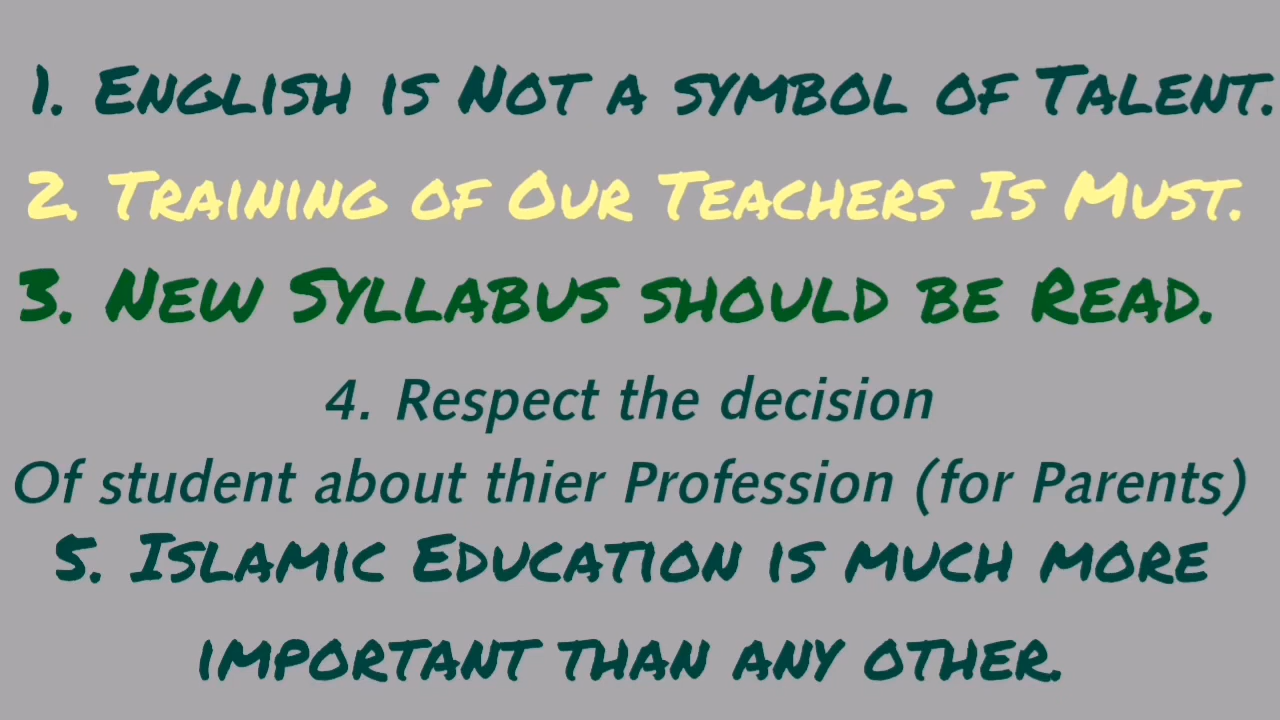 1. English is Not a symbol of Talent.
2. Training of Our Teachers Is Must.
3. New Syllabus should be Read.
4. Respect the decision
Of student about thier Profession (for Parents)
5. Islamic Education is much more
important than any other.